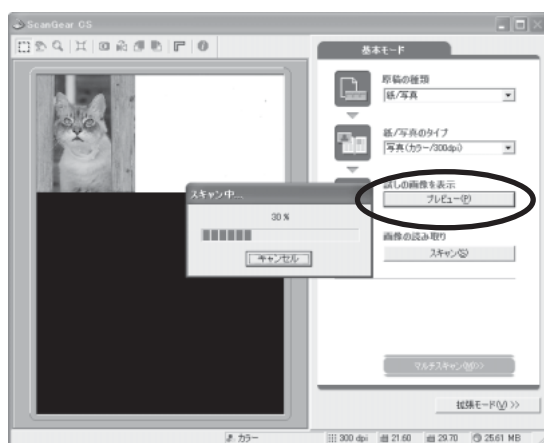 ScanGear CS
基本モード
原稿の種類
紙/写真
紙/写真のタイプ
写真(カラー/300dpi)
試しの画像を表示
プレビュー(P)
画像の読み取り
スキャン(S)
スキャン中...
30 %
キャンセル
マルチスキャン(M)>>
拡張モード(V) >>
カラー
300 dpi
21.60
29.70
25.61 MB